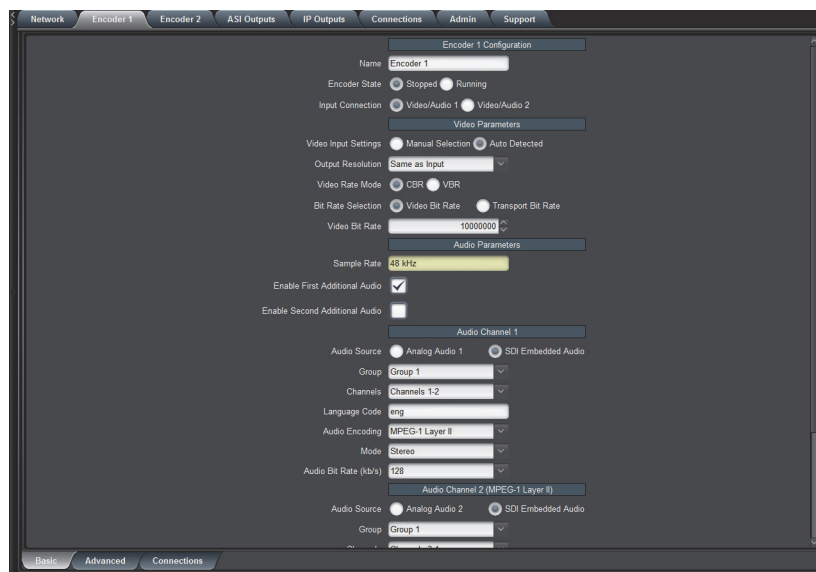 Network Encoder 1 Encoder 2 ASI Outputs IP Outputs Connections Admin Support
Encoder 1 Configuration
Name Encoder 1
Encoder State Stopped Running
Input Connection Video/Audio 1 Video/Audio 2
Video Parameters
Video Input Settings Manual Selection Auto Detected
Output Resolution Same as Input
Video Rate Mode CBR VBR
Bit Rate Selection Video Bit Rate Transport Bit Rate
Video Bit Rate 10000000
Audio Parameters
Sample Rate 48 kHz
Enable First Additional Audio
Enable Second Additional Audio
Audio Channel 1
Audio Source Analog Audio 1 SDI Embedded Audio
Group Group 1
Channels Channels 1-2
Language Code eng
Audio Encoding MPEG-1 Layer II
Mode Stereo
Audio Bit Rate (kb/s) 128
Audio Channel 2 (MPEG-1 Layer II)
Audio Source Analog Audio 2 SDI Embedded Audio
Group Group 1
Basic Advanced Connections